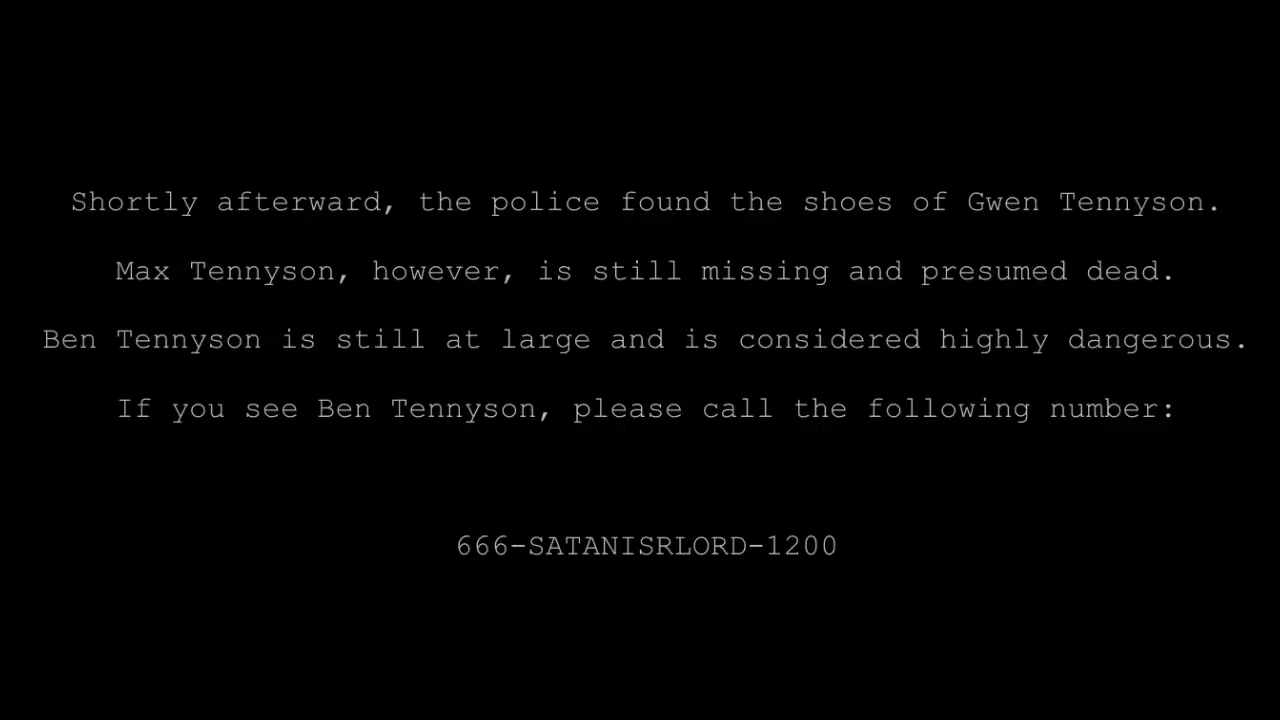 Shortly afterward, the police found the shoes of Gwen Tennyson.
Max Tennyson, however, is still missing and presumed dead.
Ben Tennyson is still at large and is considered highly dangerous.
If you see Ben Tennyson, please call the following number:
666-SATANISRLORD-1200